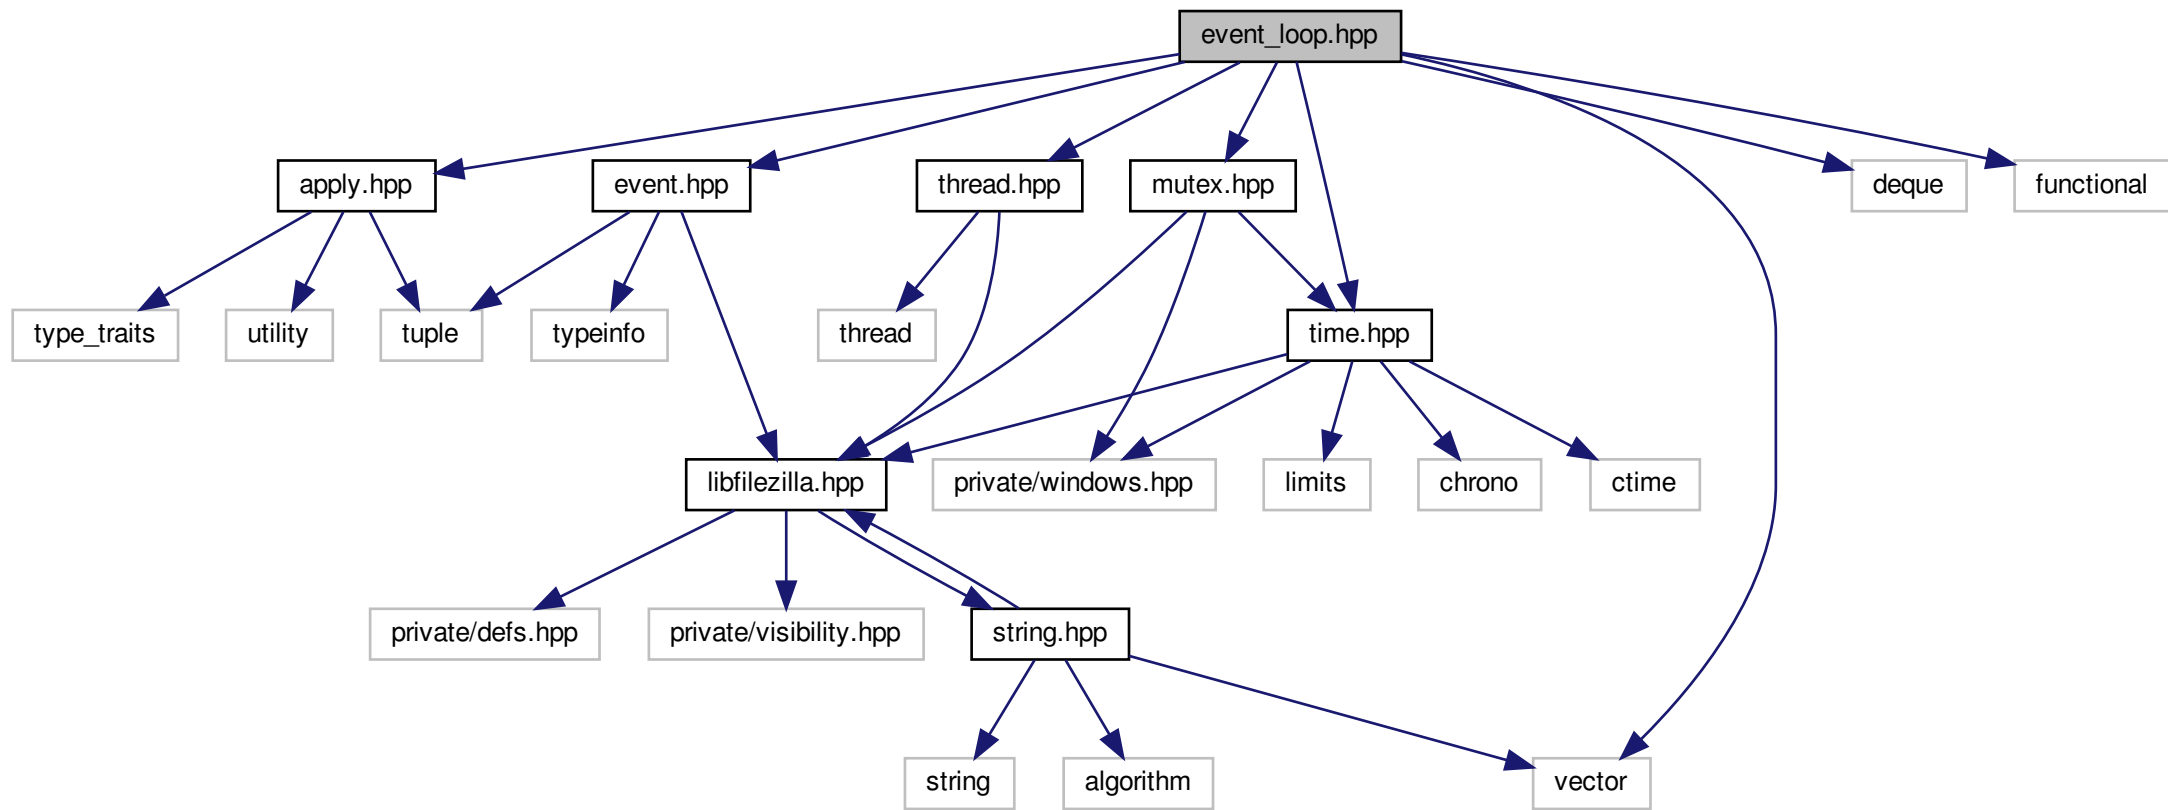 event_loop.hpp
apply.hpp
event.hpp
thread.hpp
mutex.hpp
deque
functional
type_traits
utility
tuple
typeinfo
thread
time.hpp
libfilezilla.hpp
private/windows.hpp
limits
chrono
ctime
private/defs.hpp
private/visibility.hpp
string.hpp
string
algorithm
vector